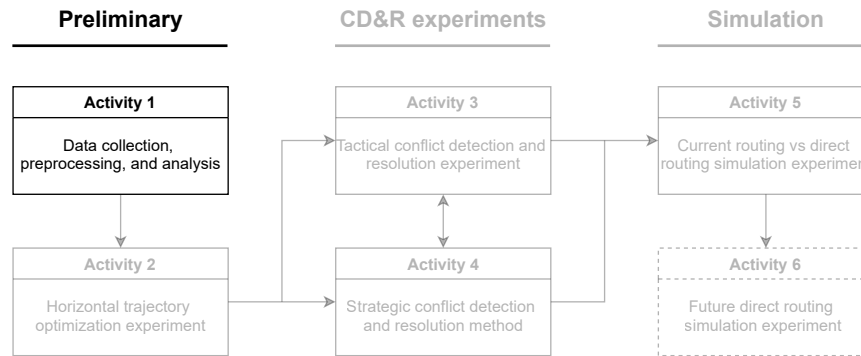 Preliminary
CD&R experiments
Simulation
Activity 1
Data collection,
preprocessing, and analysis
Activity 3
Tactical conflict detection and
resolution experiment
Activity 5
Current routing vs direct
routing simulation experiment
Activity 2
Horizontal trajectory
optimization experiment
Activity 4
Strategic conflict detection
and resolution method
Activity 6
Future direct routing
simulation experiment